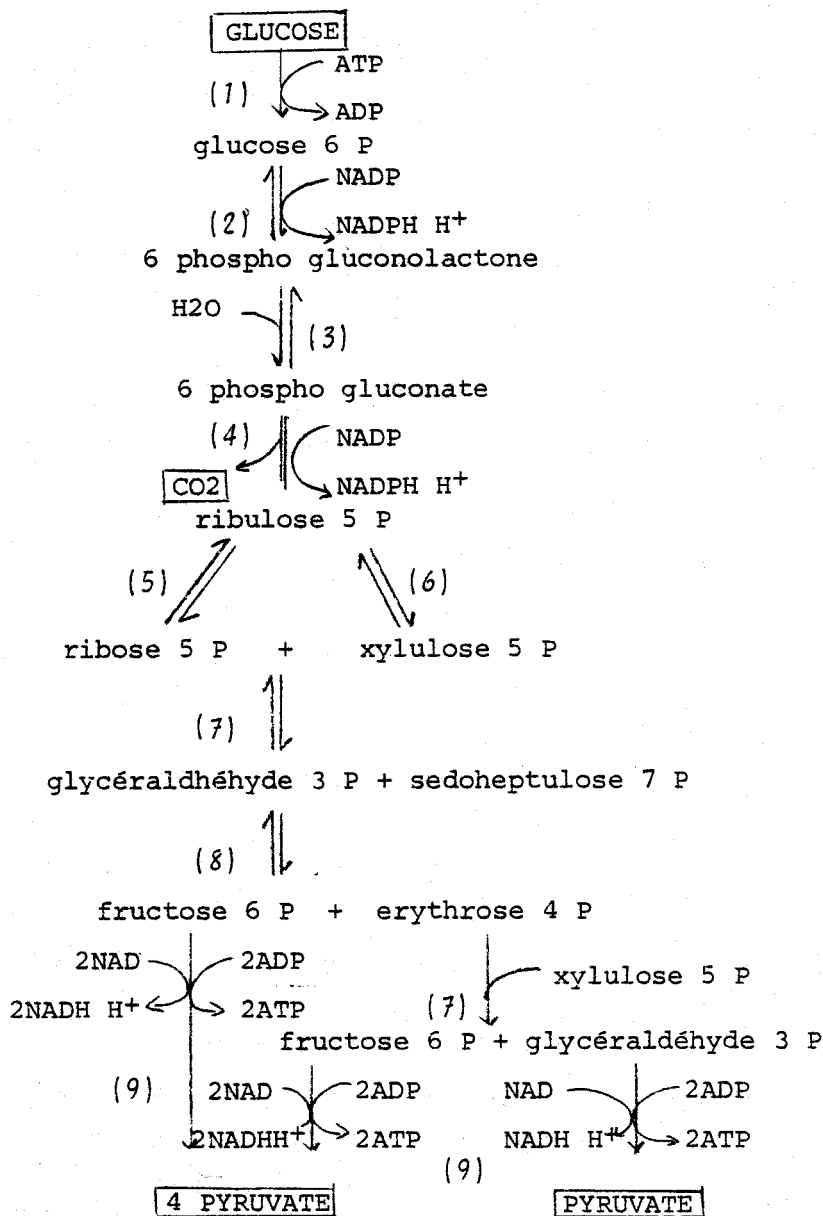 GLUCOSE
ATP
(1)
ADP
glucose 6 P
NADP
(2)
NADPH H+
6 phospho gluconolactone
H2O
(3)
6 phospho gluconate
(4)
NADP
CO2
NADPH H+
ribulose 5 P
(5)
(6)
ribose 5 P + xylulose 5 P
(7)
glycéraldhéhyde 3 P + sedoheptulose 7 P
(8)
fructose 6 P + erythrose 4 P
2NAD 2ADP
xylulose 5 P
2NADH H+ 2ATP
(7)
fructose 6 P + glycéraldéhyde 3 P
(9)
2NAD 2ADP
NAD 2ADP
2NADHH+ 2ATP
NADH H+ 2ATP
(9)
4 PYRUVATE
PYRUVATE